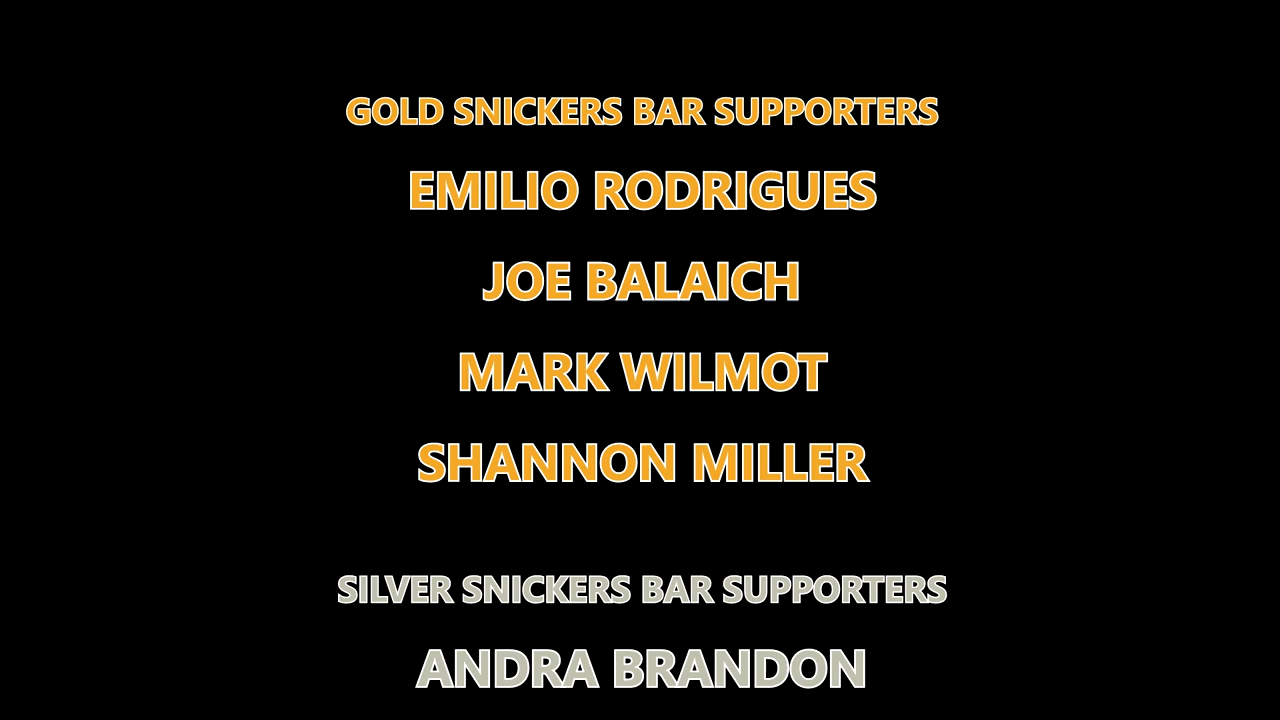 GOLD SNICKERS BAR SUPPORTERS
EMILIO RODRIGUES
JOE BALAICH
MARK WILMOT
SHANNON MILLER
SILVER SNICKERS BAR SUPPORTERS
ANDRA BRANDON